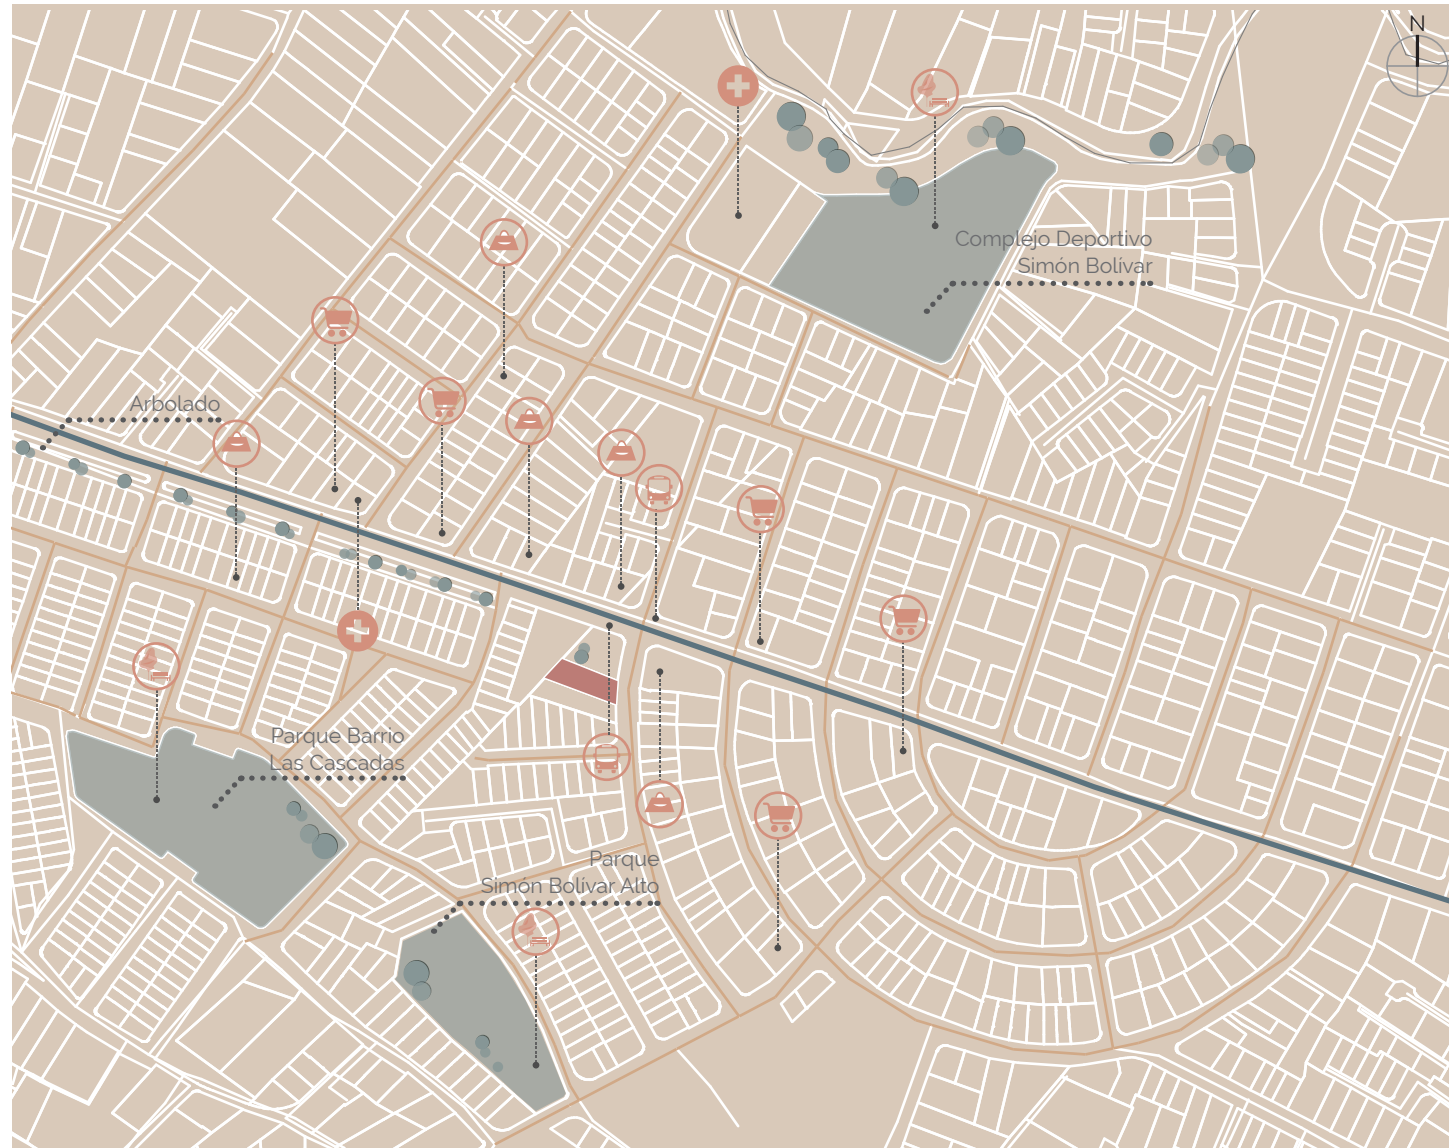 N
Complejo Deportivo
Simón Bolívar
Arbolado
Parque Barrio
Las Cascadas
Parque
Simón Bolívar Alto